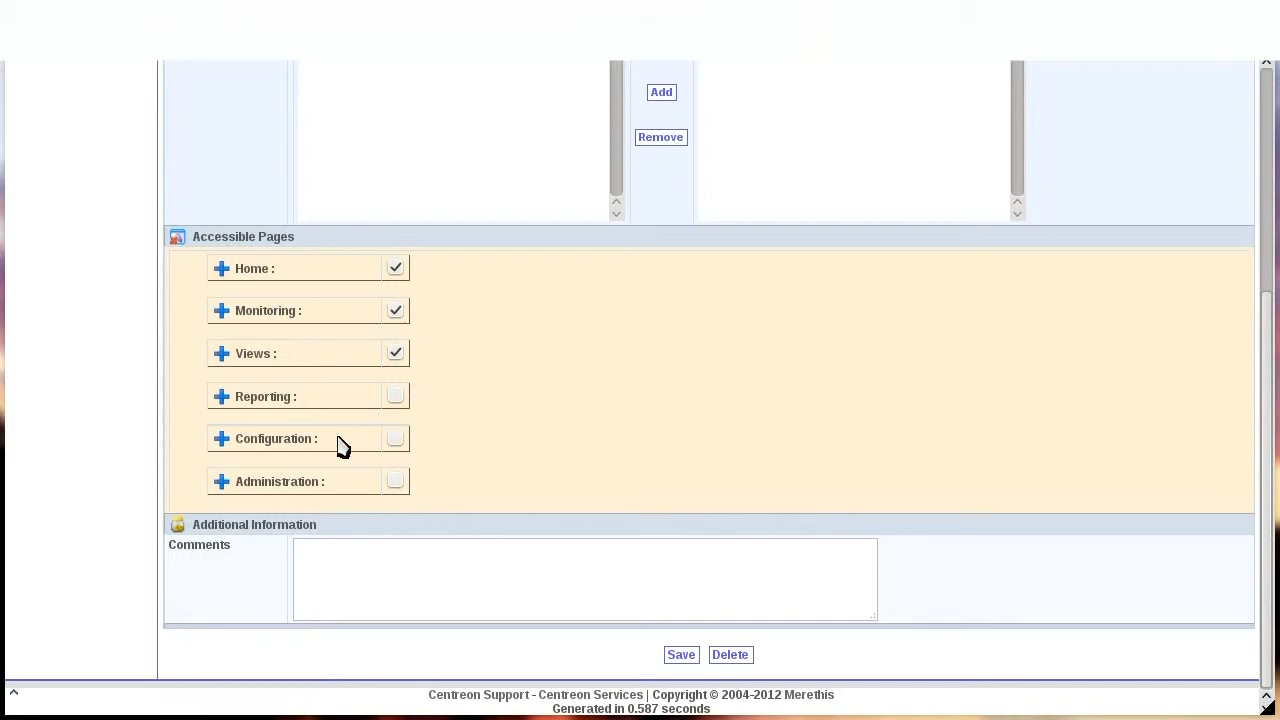 Add
Remove
Accessible Pages
Home :
Monitoring :
Views :
Reporting :
Configuration :
Administration :
Additional Information
Comments
Save Delete
Centreon Support - Centreon Services | Copyright © 2004-2012 Merethis
Generated in 0.587 seconds